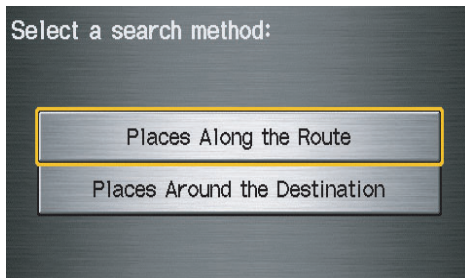 Select a search method:
Places Along the Route
Places Around the Destination